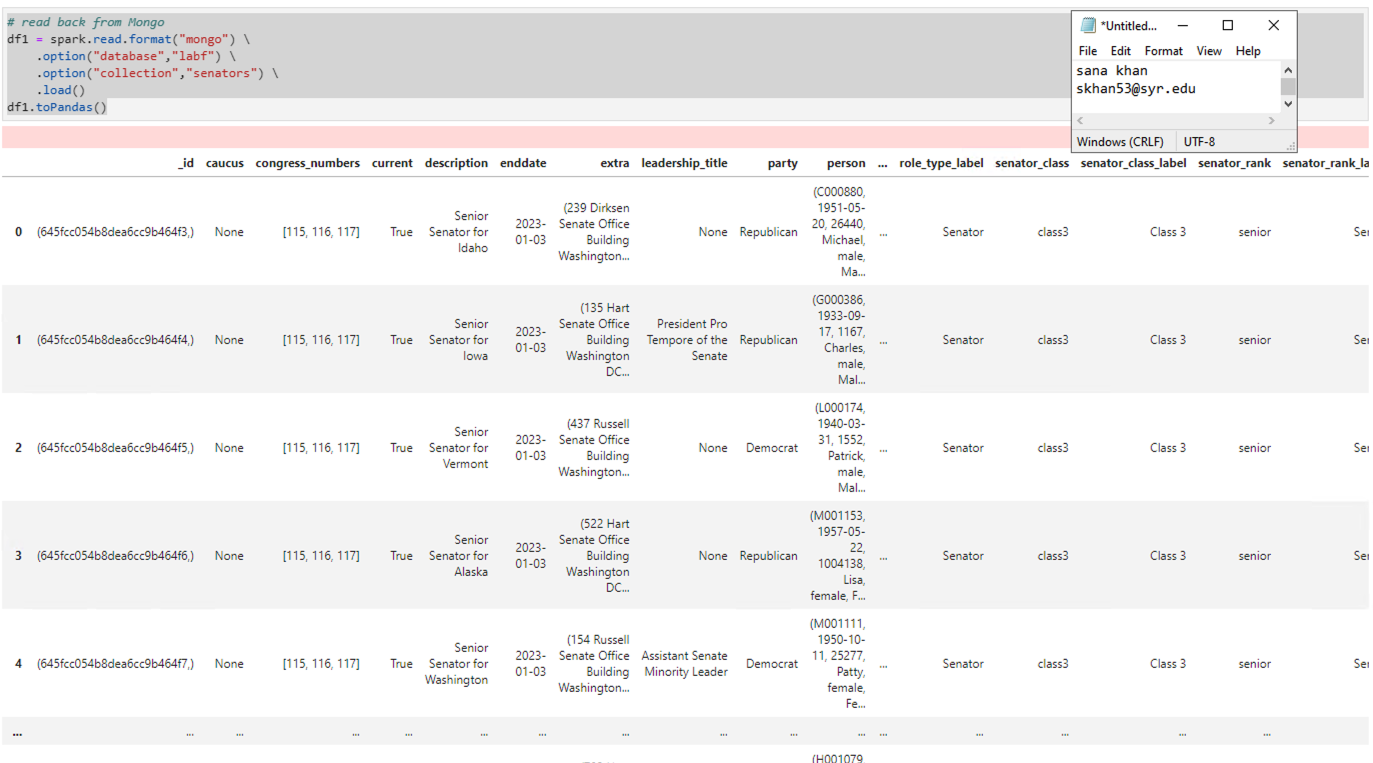 # read back from Mongo
df1 = spark.read.format("mongo") \
    .option("database","labf") \
    .option("collection","senators") \
    .load()
df1.toPandas()
*Untitled...
File Edit Format View Help
sana khan
skhan53@syr.edu
Windows (CRLF) UTF-8
_id caucus congress_numbers current description enddate extra leadership_title party person ... role_type_label senator_class senator_class_label senator_rank senator_rank_la
0 (645fcc054b8dea6cc9b464f3,) None [115, 116, 117] True Senior Senator for Idaho 2023-01-03 (239 Dirksen Senate Office Building Washington... None Republican (C000880, 1951-05-20, 26440, Michael, male, Ma... ... Senator class3 Class 3 senior Se
1 (645fcc054b8dea6cc9b464f4,) None [115, 116, 117] True Senior Senator for Iowa 2023-01-03 (135 Hart Senate Office Building Washington DC... President Pro Tempore of the Senate Republican (G000386, 1933-09-17, 1167, Charles, male, Mal... ... Senator class3 Class 3 senior Se
2 (645fcc054b8dea6cc9b464f5,) None [115, 116, 117] True Senior Senator for Vermont 2023-01-03 (437 Russell Senate Office Building Washington... None Democrat (L000174, 1940-03-31, 1552, Patrick, male, Mal... ... Senator class3 Class 3 senior Se
3 (645fcc054b8dea6cc9b464f6,) None [115, 116, 117] True Senior Senator for Alaska 2023-01-03 (522 Hart Senate Office Building Washington DC... None Republican (M001153, 1957-05-22, 1004138, Lisa, female, F... ... Senator class3 Class 3 senior Se
4 (645fcc054b8dea6cc9b464f7,) None [115, 116, 117] True Senior Senator for Washington 2023-01-03 (154 Russell Senate Office Building Washington... Assistant Senate Minority Leader Democrat (M001111, 1950-10-11, 25277, Patty, female, Fe... ... Senator class3 Class 3 senior Se
... ... ... ... ... ... ... ... ... ... ... ... ... ... ... ...
(H001079,